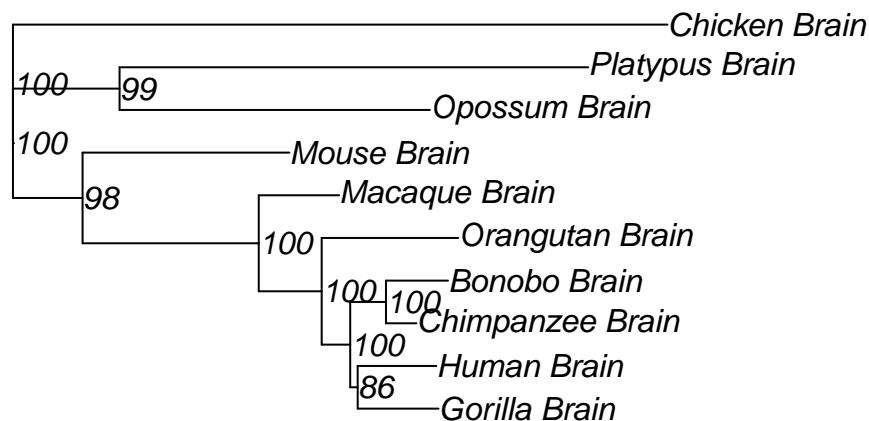 Chicken Brain
Platypus Brain
100
99
Opossum Brain
100
Mouse Brain
98
Macaque Brain
100
Orangutan Brain
Bonobo Brain
100
100
Chimpanzee Brain
100
Human Brain
86
Gorilla Brain